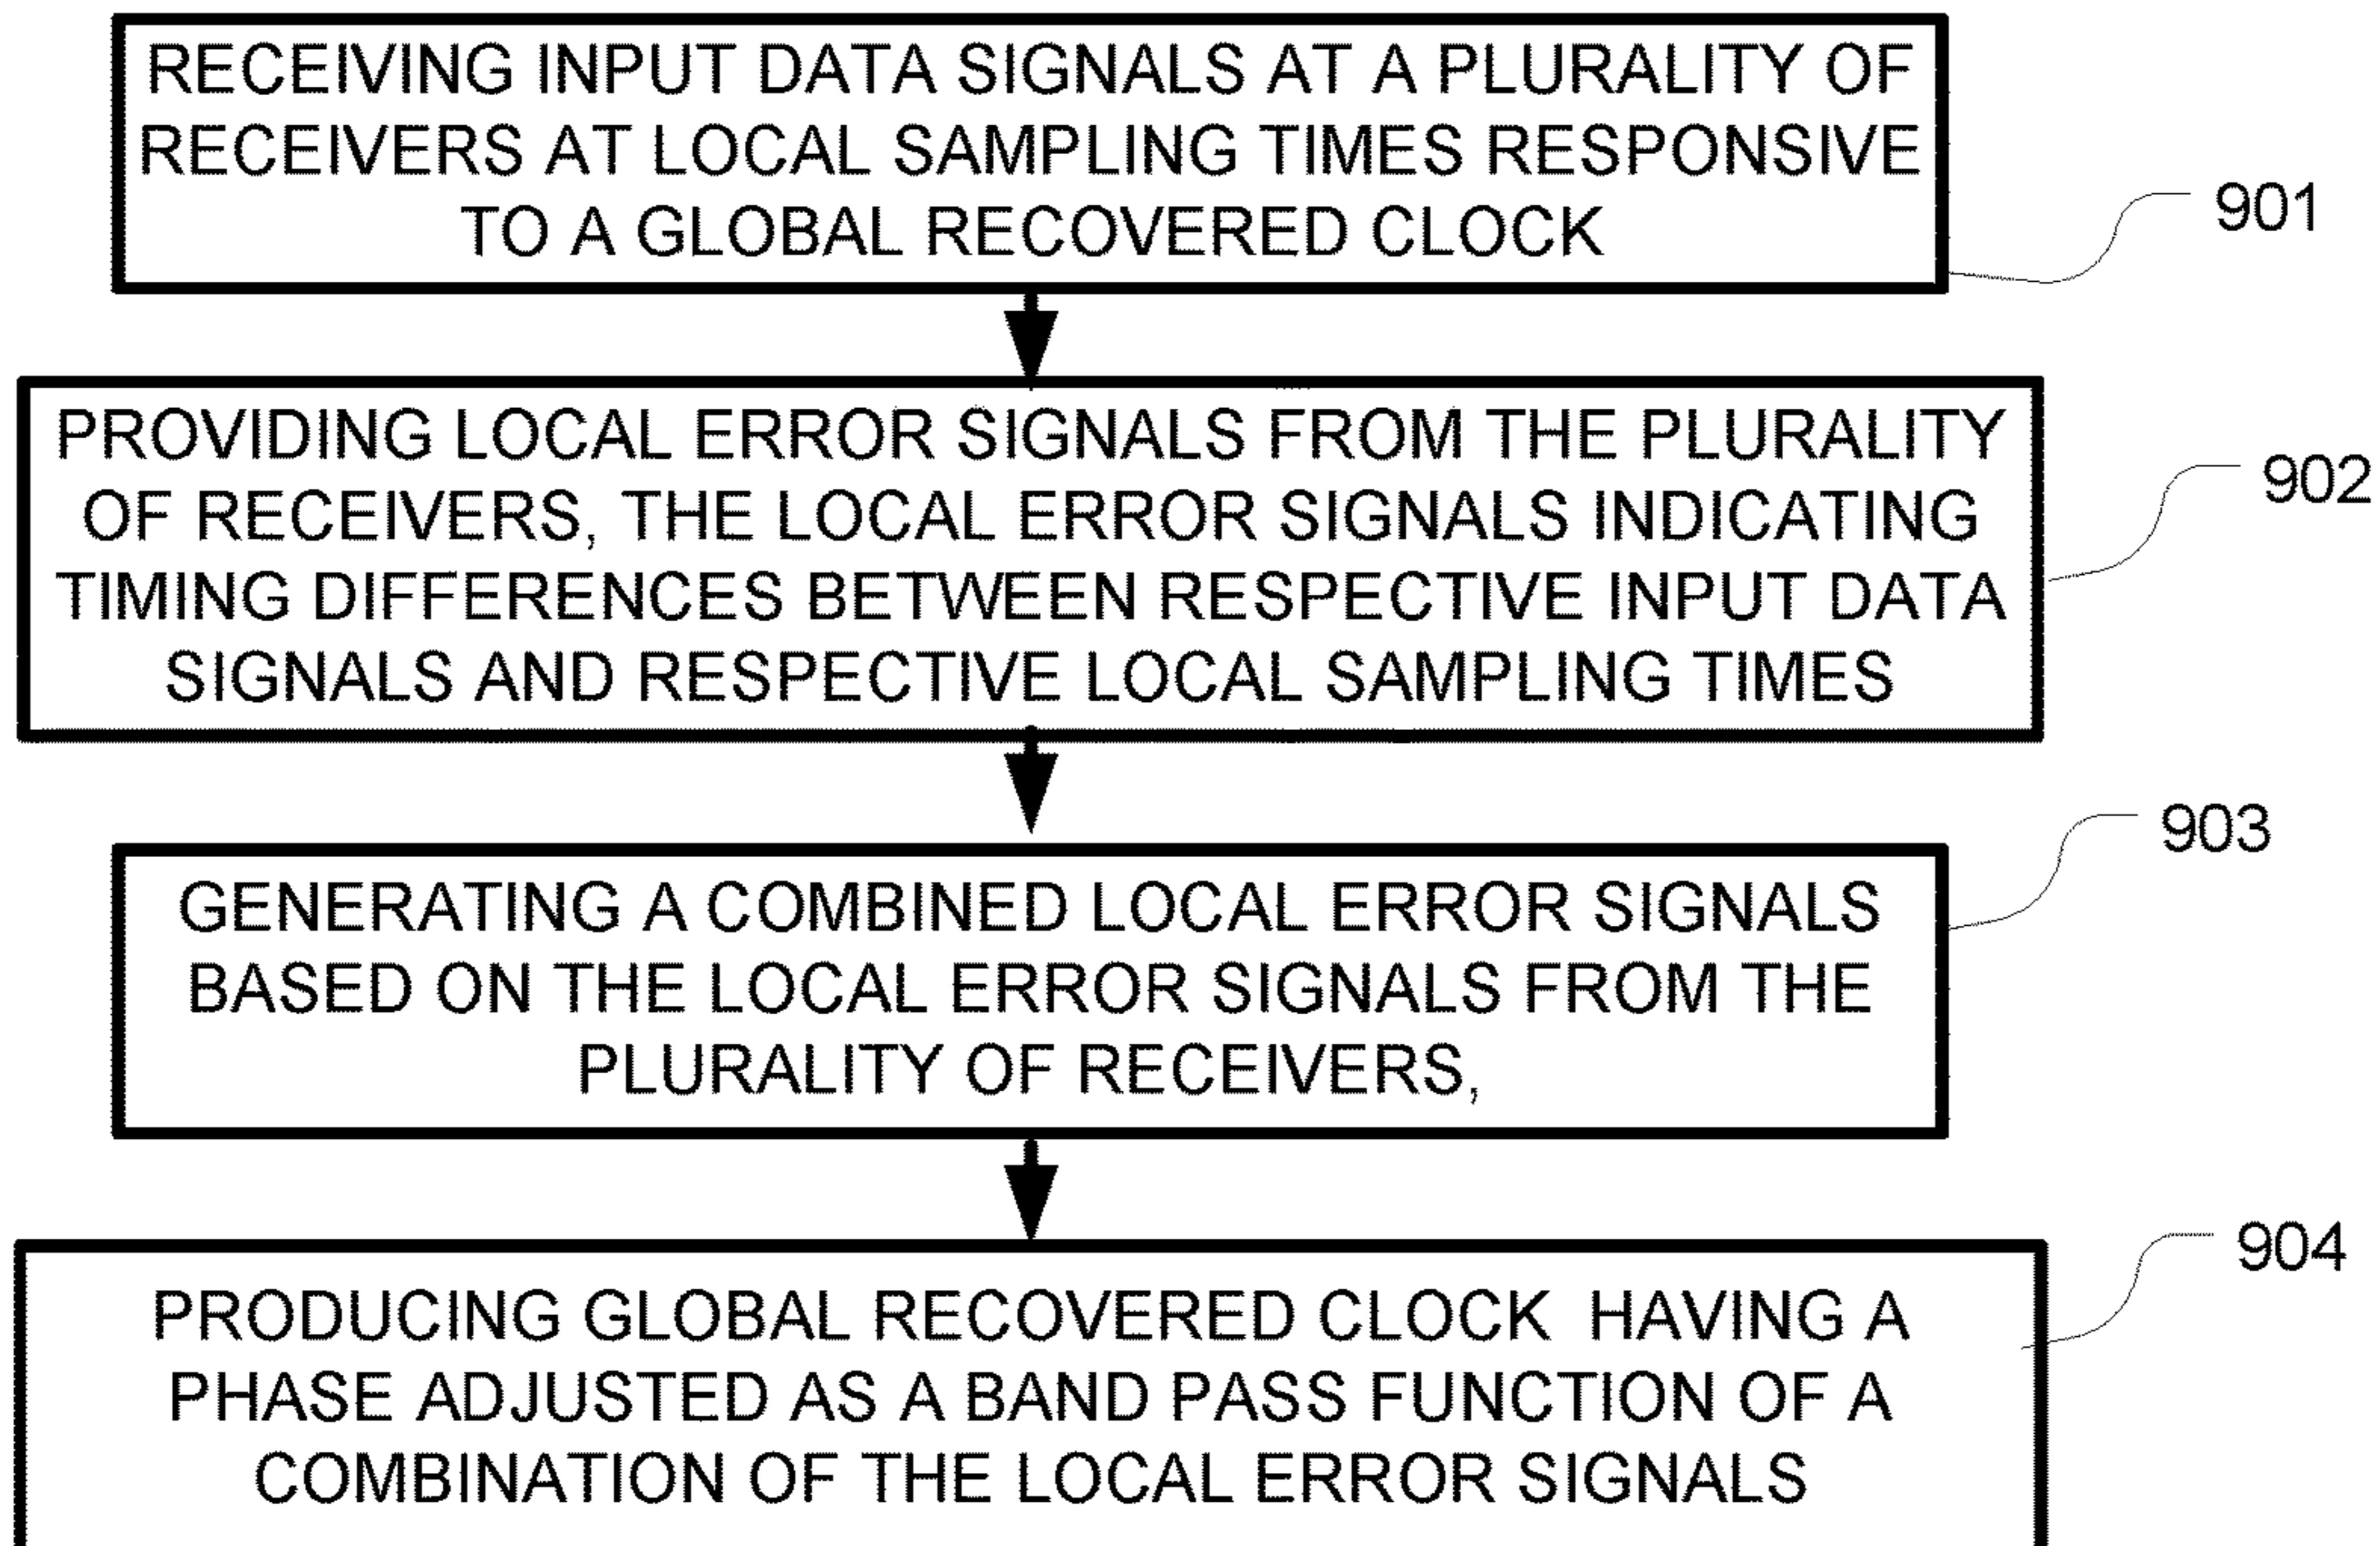 RECEIVING INPUT DATA SIGNALS AT A PLURALITY OF
RECEIVERS AT LOCAL SAMPLING TIMES RESPONSIVE
TO A GLOBAL RECOVERED CLOCK
901
PROVIDING LOCAL ERROR SIGNALS FROM THE PLURALITY
OF RECEIVERS, THE LOCAL ERROR SIGNALS INDICATING
TIMING DIFFERENCES BETWEEN RESPECTIVE INPUT DATA
SIGNALS AND RESPECTIVE LOCAL SAMPLING TIMES
902
GENERATING A COMBINED LOCAL ERROR SIGNALS
BASED ON THE LOCAL ERROR SIGNALS FROM THE
PLURALITY OF RECEIVERS,
903
PRODUCING GLOBAL RECOVERED CLOCK HAVING A
PHASE ADJUSTED AS A BAND PASS FUNCTION OF A
COMBINATION OF THE LOCAL ERROR SIGNALS
904